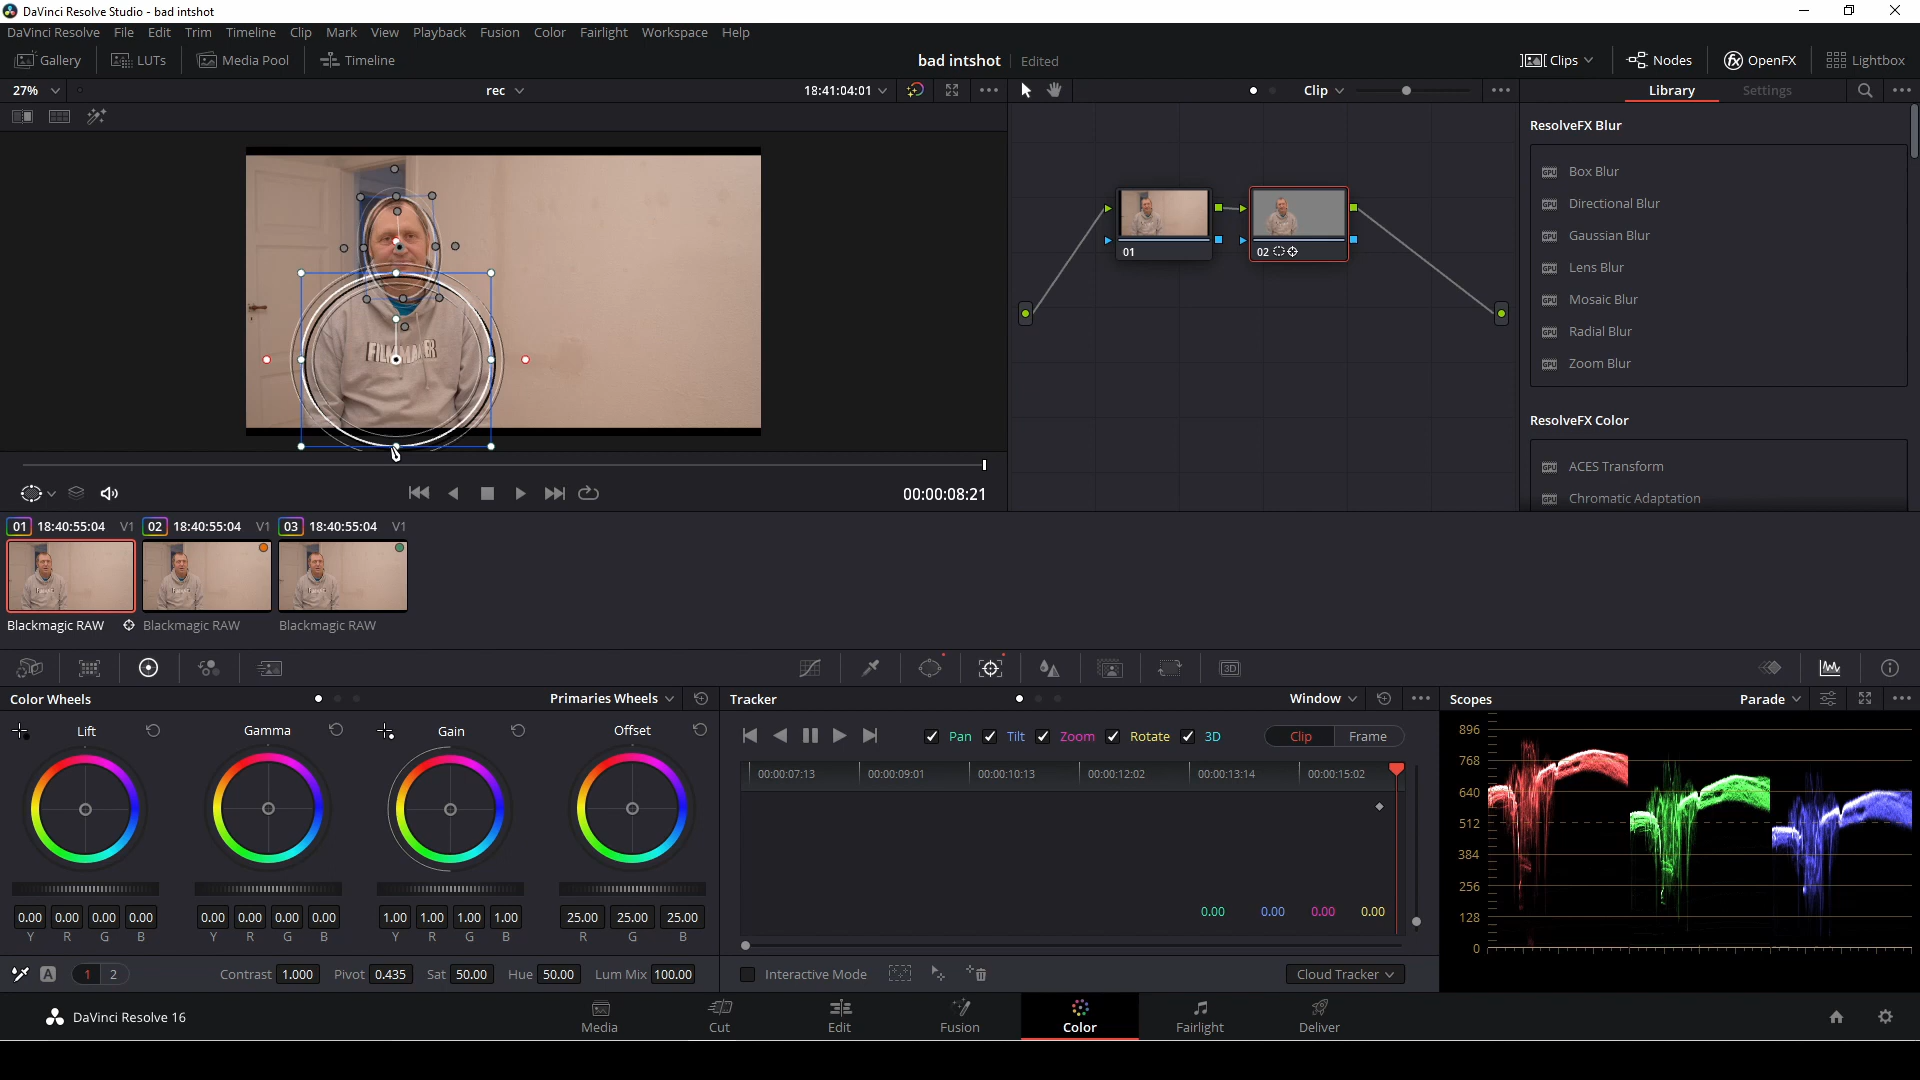 DaVinci Resolve Studio - bad intshot
DaVinci Resolve File Edit Trim Timeline Clip Mark View Playback Fusion Color Fairlight Workspace Help
Gallery LUTs Media Pool Timeline bad intshot Edited Clips Nodes OpenFX Lightbox
27% rec 18:41:04:01 Clip Library Settings
ResolveFX Blur
Box Blur
Directional Blur
Gaussian Blur
Lens Blur
Mosaic Blur
Radial Blur
Zoom Blur
ResolveFX Color
ACES Transform
Chromatic Adaptation
01 02
FILMMAKER
00:00:08:21
01 18:40:55:04 V1 02 18:40:55:04 V1 03 18:40:55:04 V1
Blackmagic RAW Blackmagic RAW Blackmagic RAW
3D
Color Wheels Primaries Wheels Tracker Window Scopes Parade
Lift Gamma Gain Offset
Pan Tilt Zoom Rotate 3D Clip Frame
00:00:07:13 00:00:09:01 00:00:10:13 00:00:12:02 00:00:13:14 00:00:15:02
896
768
640
512
384
256
128
0
0.00 0.00 0.00 0.00
0.00 0.00 0.00 0.00 0.00 0.00 0.00 0.00 1.00 1.00 1.00 1.00 25.00 25.00 25.00
Y R G B Y R G B Y R G B R G B
A 1 2 Contrast 1.000 Pivot 0.435 Sat 50.00 Hue 50.00 Lum Mix 100.00 Interactive Mode Cloud Tracker
DaVinci Resolve 16 Media Cut Edit Fusion Color Fairlight Deliver